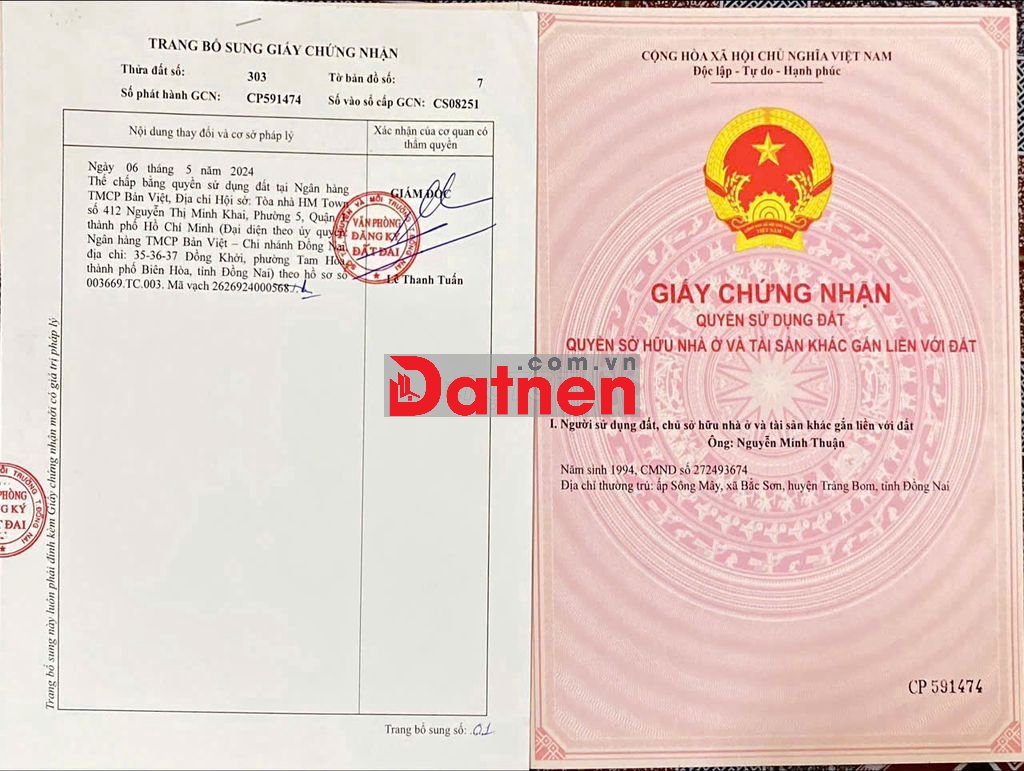 TRANG BỔ SUNG GIẤY CHỨNG NHẬN
Thửa đất số: 303 Tờ bản đồ số: 7
Số phát hành GCN: CP591474 Số vào sổ cấp GCN: CS08251
Nội dung thay đổi và cơ sở pháp lý
Xác nhận của cơ quan có
thẩm quyền
Ngày 06 tháng 5 năm 2024
Thế chấp bằng quyền sử dụng đất tại Ngân hàng
TMCP Bản Việt, Địa chỉ Hội sở: Tòa nhà HM Town
số 412 Nguyễn Thị Minh Khai, Phường 5, Quận
thành phố Hồ Chí Minh (Đại diện theo ủy quyền
Ngân hàng TMCP Bản Việt – Chi nhánh Đồng Nai,
địa chỉ: 35-36-37 Đồng Khởi, phường Tam Hòa,
thành phố Biên Hòa, tỉnh Đồng Nai) theo hồ sơ số
003669.TC.003. Mã vạch 2626924000568
GIÁM ĐỐC
VĂN PHÒNG
ĐĂNG KÝ
ĐẤT ĐAI
Lê Thanh Tuấn
Trang bổ sung này luôn phải đính kèm Giấy chứng nhận mới có giá trị pháp lý
Trang bổ sung số: 01
CỘNG HÒA XÃ HỘI CHỦ NGHĨA VIỆT NAM
Độc lập - Tự do - Hạnh phúc
VIỆT NAM
GIẤY CHỨNG NHẬN
QUYỀN SỬ DỤNG ĐẤT
QUYỀN SỞ HỮU NHÀ Ở VÀ TÀI SẢN KHÁC GẮN LIỀN VỚI ĐẤT
Datnen.com.vn
I. Người sử dụng đất, chủ sở hữu nhà ở và tài sản khác gắn liền với đất
Ông: Nguyễn Minh Thuận
Năm sinh 1994, CMND số 272493674
Địa chỉ thường trú: ấp Sông Mây, xã Bắc Sơn, huyện Trảng Bom, tỉnh Đồng Nai
CP 591474